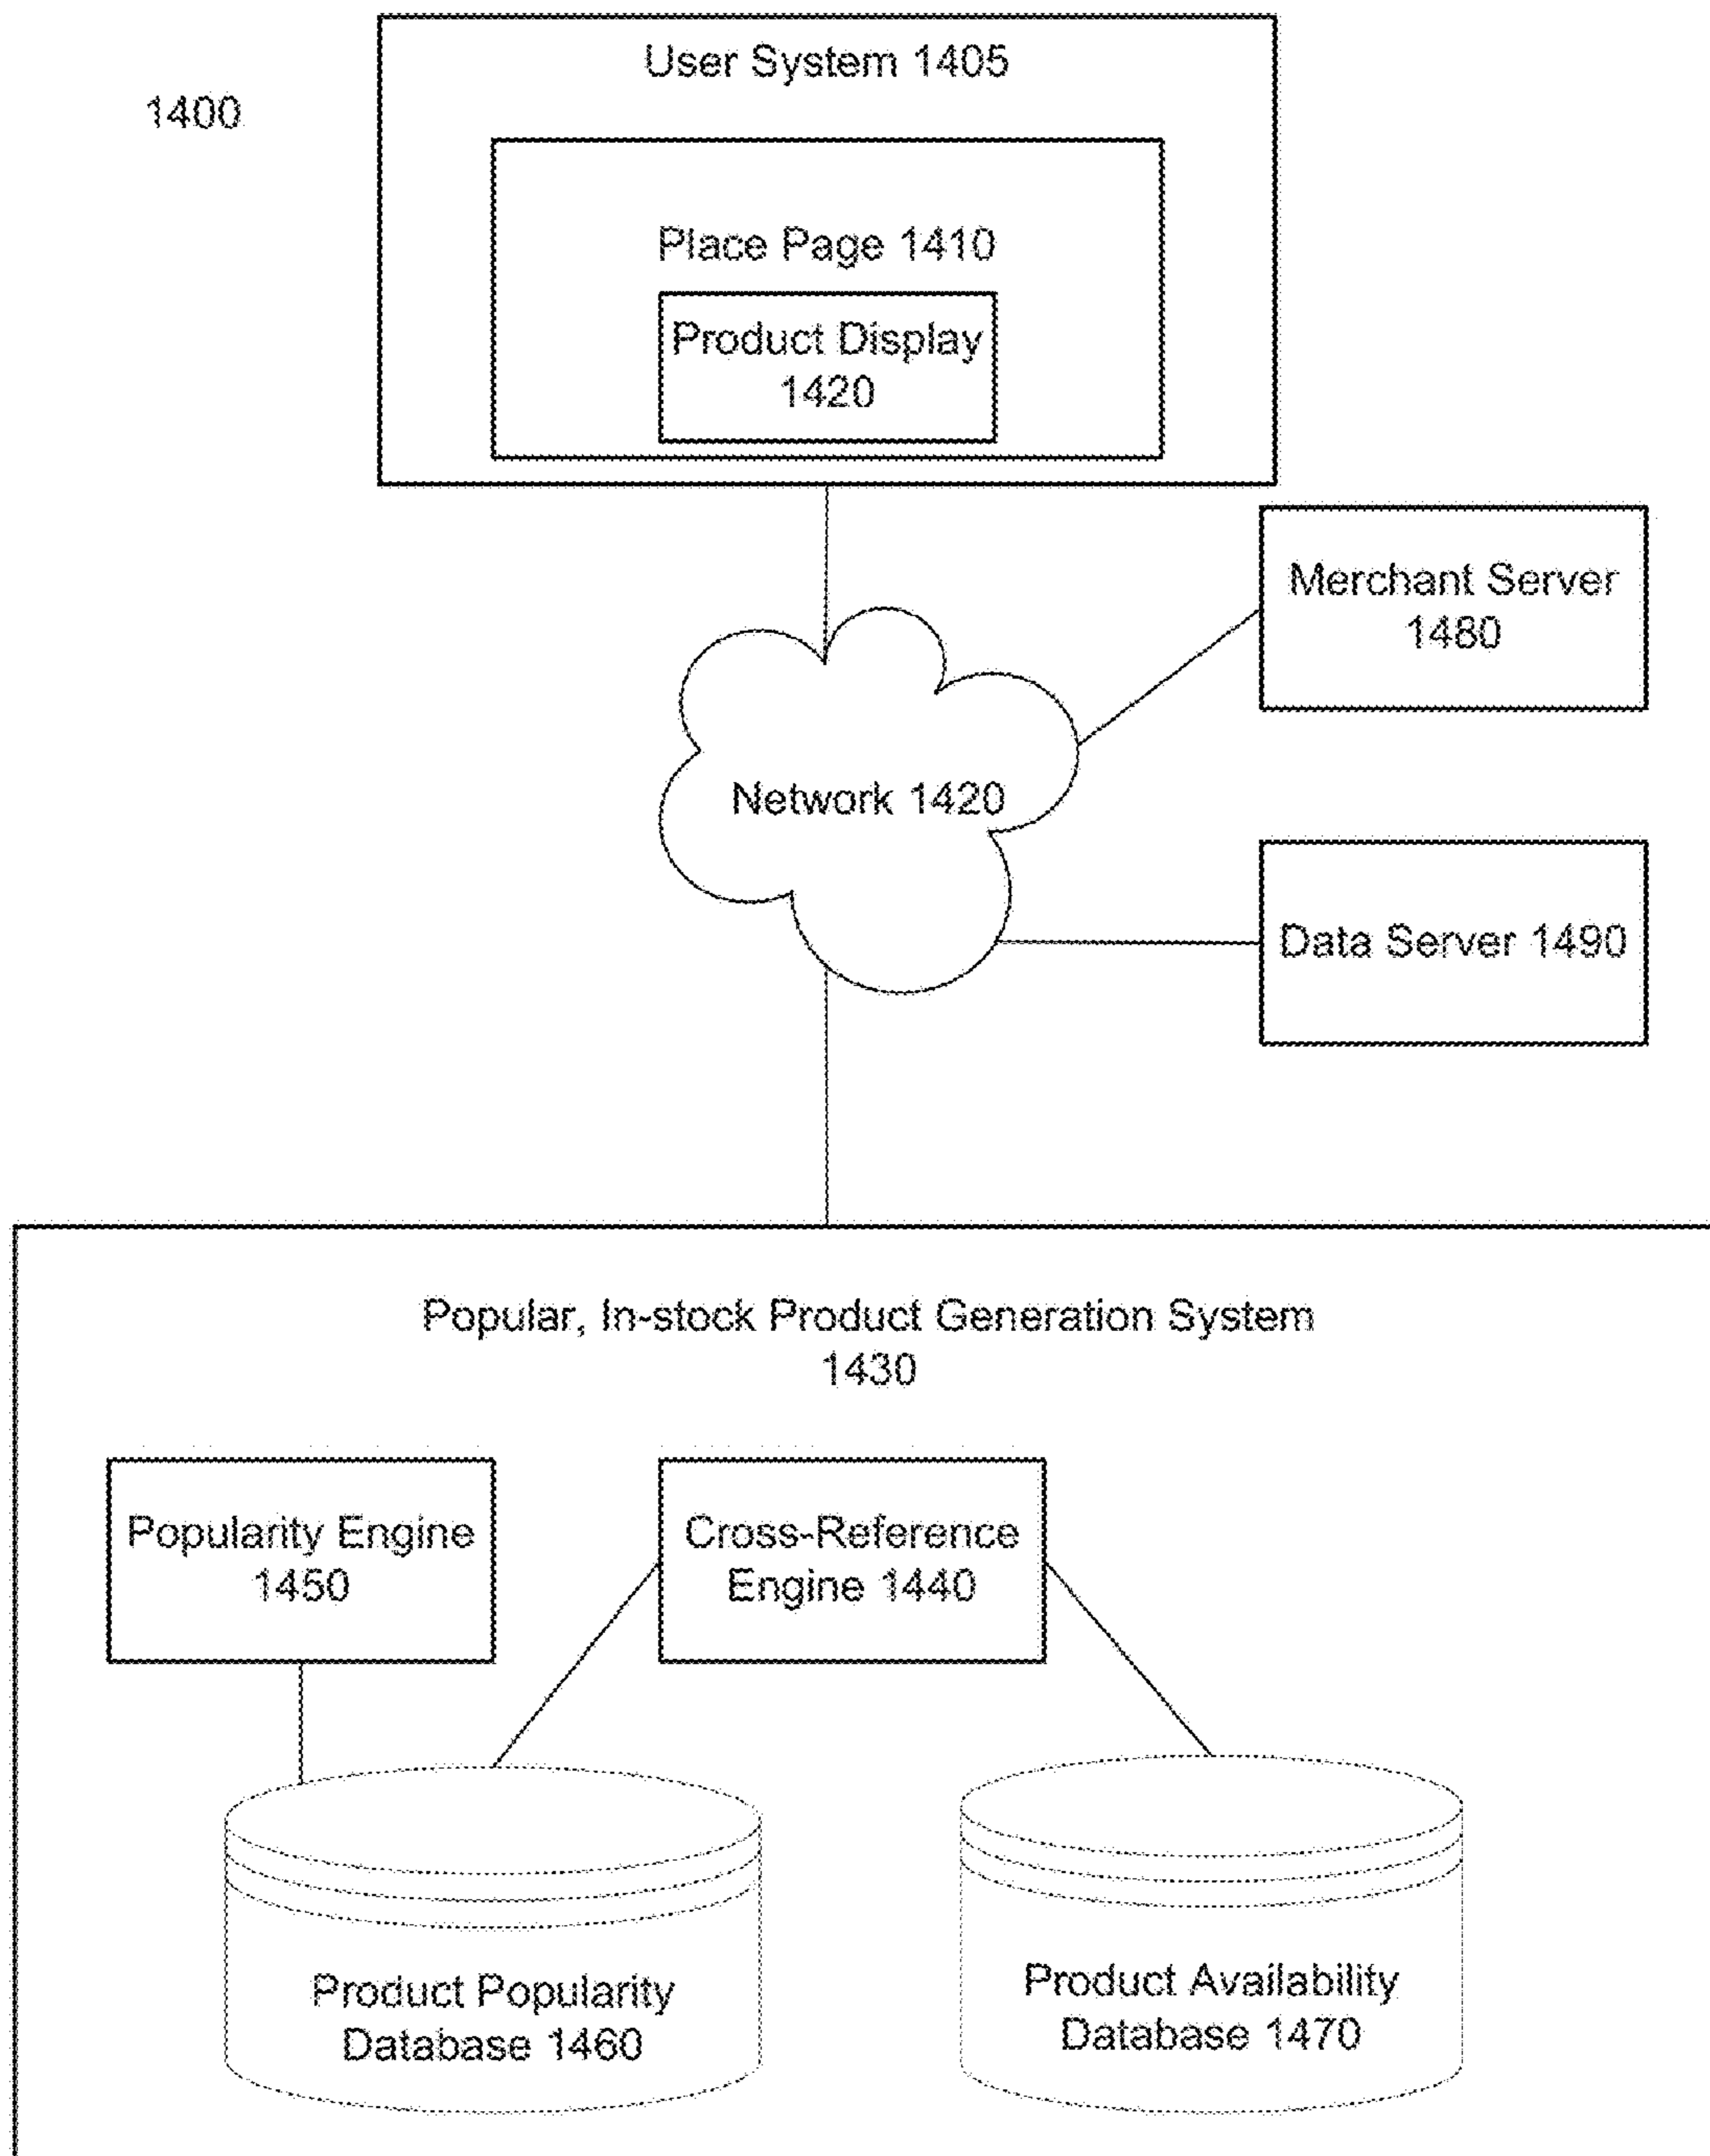 User System 1405
1400
Place Page 1410
Product Display
1420
Merchant Server
1480
Network 1420
Data Server 1490
Popular, In-stock Product Generation System
1430
Popularity Engine
1450
Cross-Reference
Engine 1440
Product Popularity
Database 1460
Product Availability
Database 1470